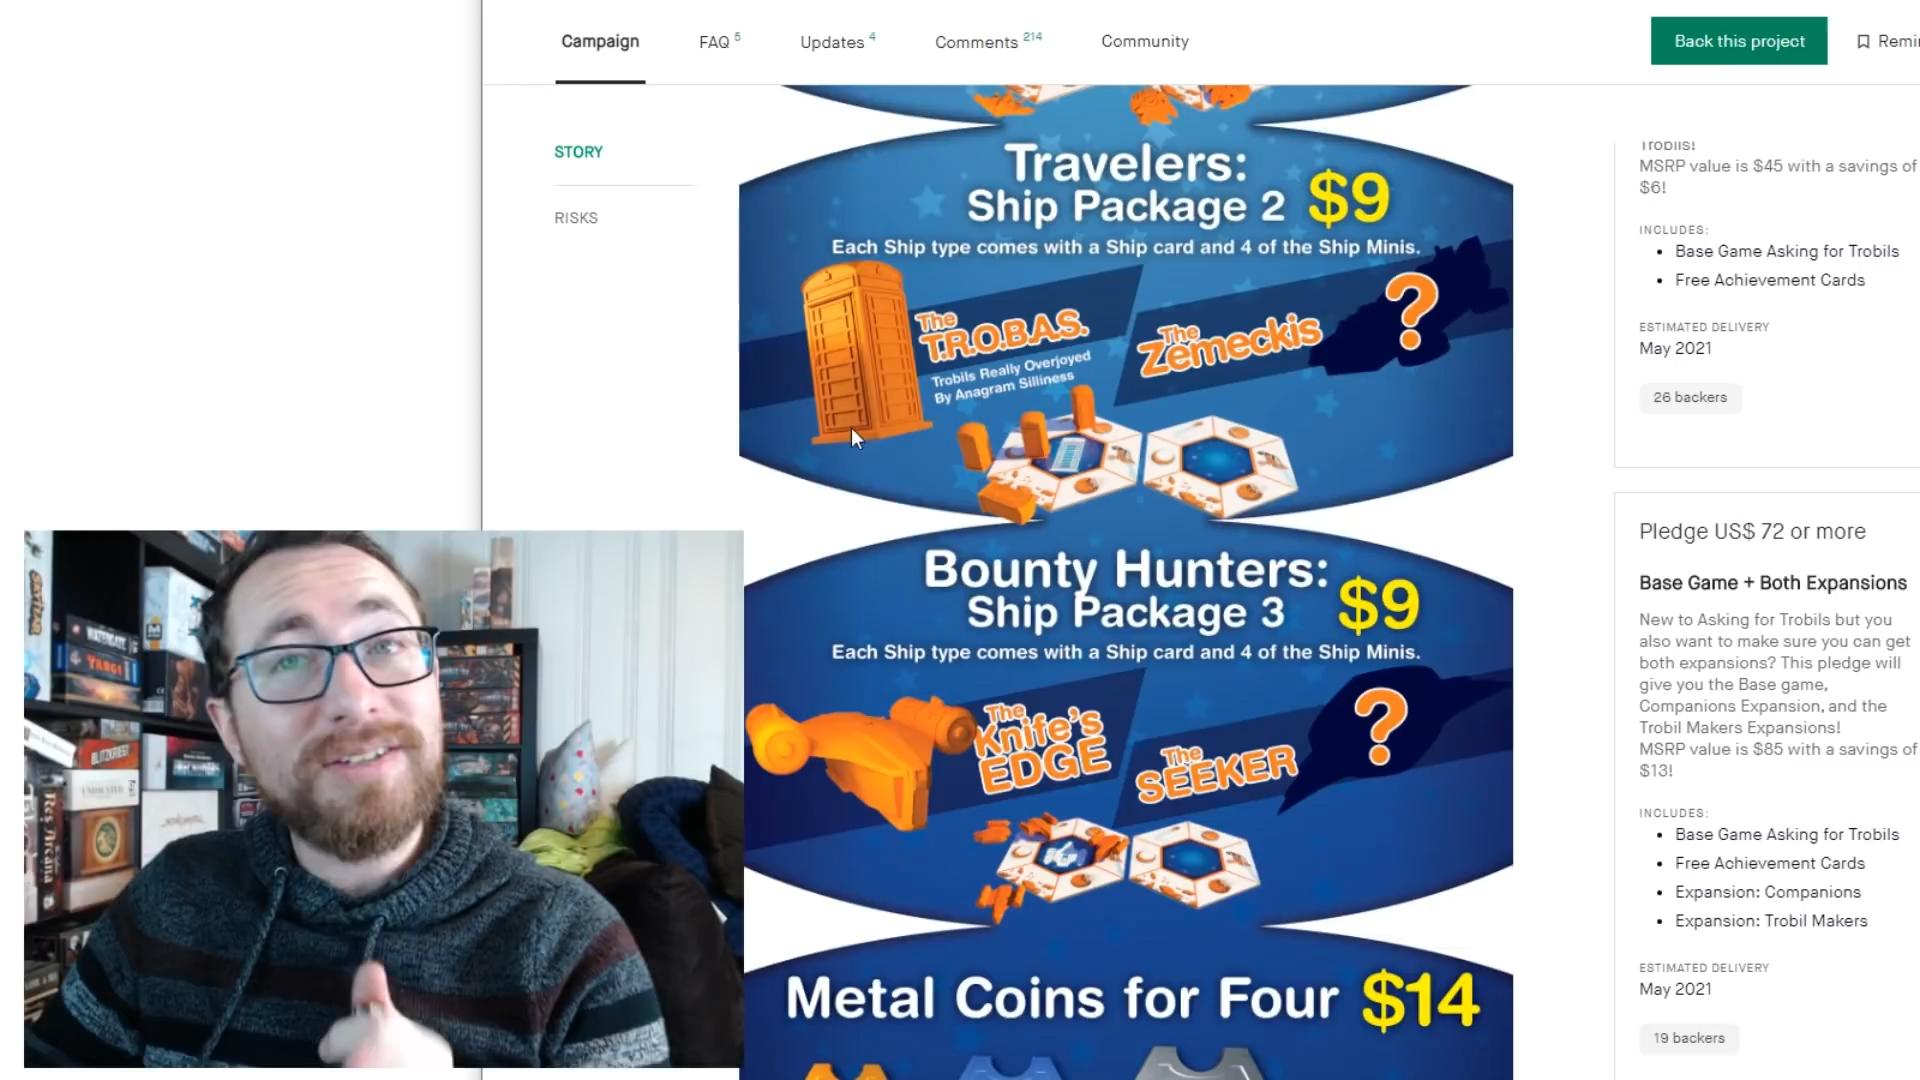 Campaign
FAQ 5
Updates 4
Comments 214
Community
Back this project
STORY
RISKS
Travelers:
Ship Package 2 $9
Each Ship type comes with a Ship card and 4 of the Ship Minis.
The
T.R.O.B.A.S.
Trobils Really Overjoyed
By Anagram Silliness
The
Zemeckis
?
Bounty Hunters:
Ship Package 3 $9
Each Ship type comes with a Ship card and 4 of the Ship Minis.
The
Knife's
EDGE
The
SEEKER
?
Metal Coins for Four $14
Trobils!
MSRP value is $45 with a savings of
$6!
INCLUDES:
• Base Game Asking for Trobils
• Free Achievement Cards
ESTIMATED DELIVERY
May 2021
26 backers
Pledge US$ 72 or more
Base Game + Both Expansions
New to Asking for Trobils but you
also want to make sure you can get
both expansions? This pledge will
give you the Base game,
Companions Expansion, and the
Trobil Makers Expansions!
MSRP value is $85 with a savings of
$13!
INCLUDES:
• Base Game Asking for Trobils
• Free Achievement Cards
• Expansion: Companions
• Expansion: Trobil Makers
ESTIMATED DELIVERY
May 2021
19 backers
WATERGATE
YANGI
BLITZKRIEG!
UNDAUNTED
Res Arcana